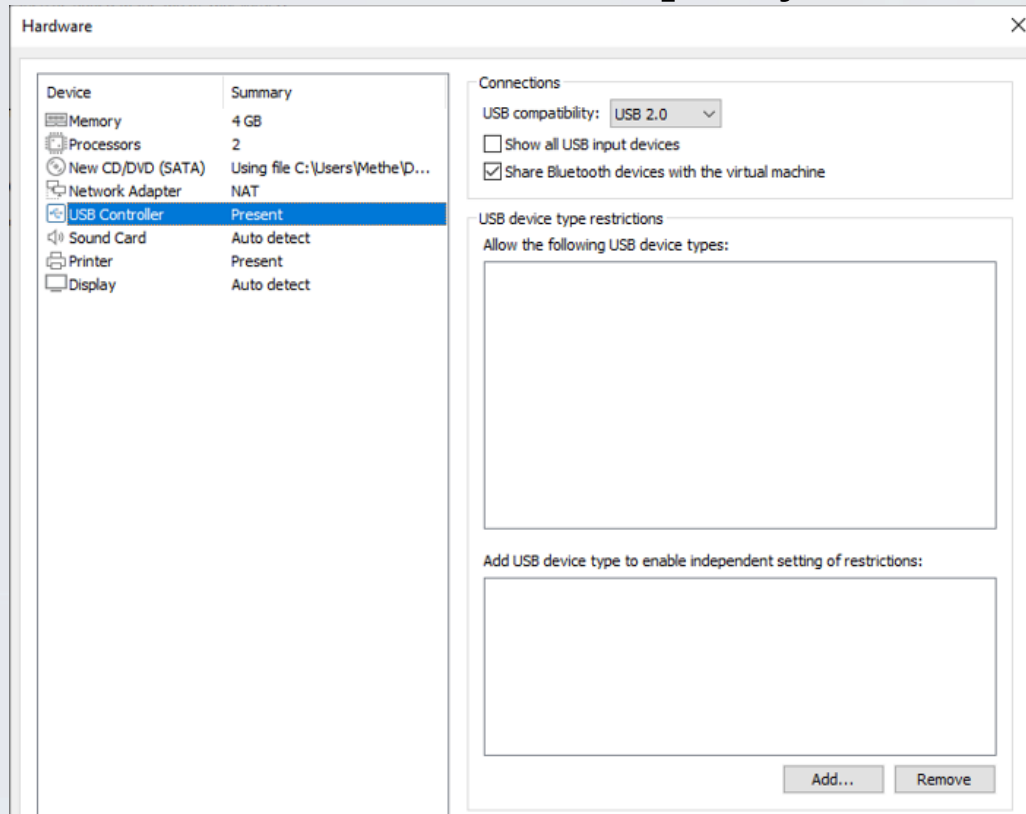 Hardware
Device Summary
Memory 4 GB
Processors 2
New CD/DVD (SATA) Using file C:\Users\Methe\D...
Network Adapter NAT
USB Controller Present
Sound Card Auto detect
Printer Present
Display Auto detect
Connections
USB compatibility: USB 2.0
Show all USB input devices
Share Bluetooth devices with the virtual machine
USB device type restrictions
Allow the following USB device types:
Add USB device type to enable independent setting of restrictions:
Add... Remove